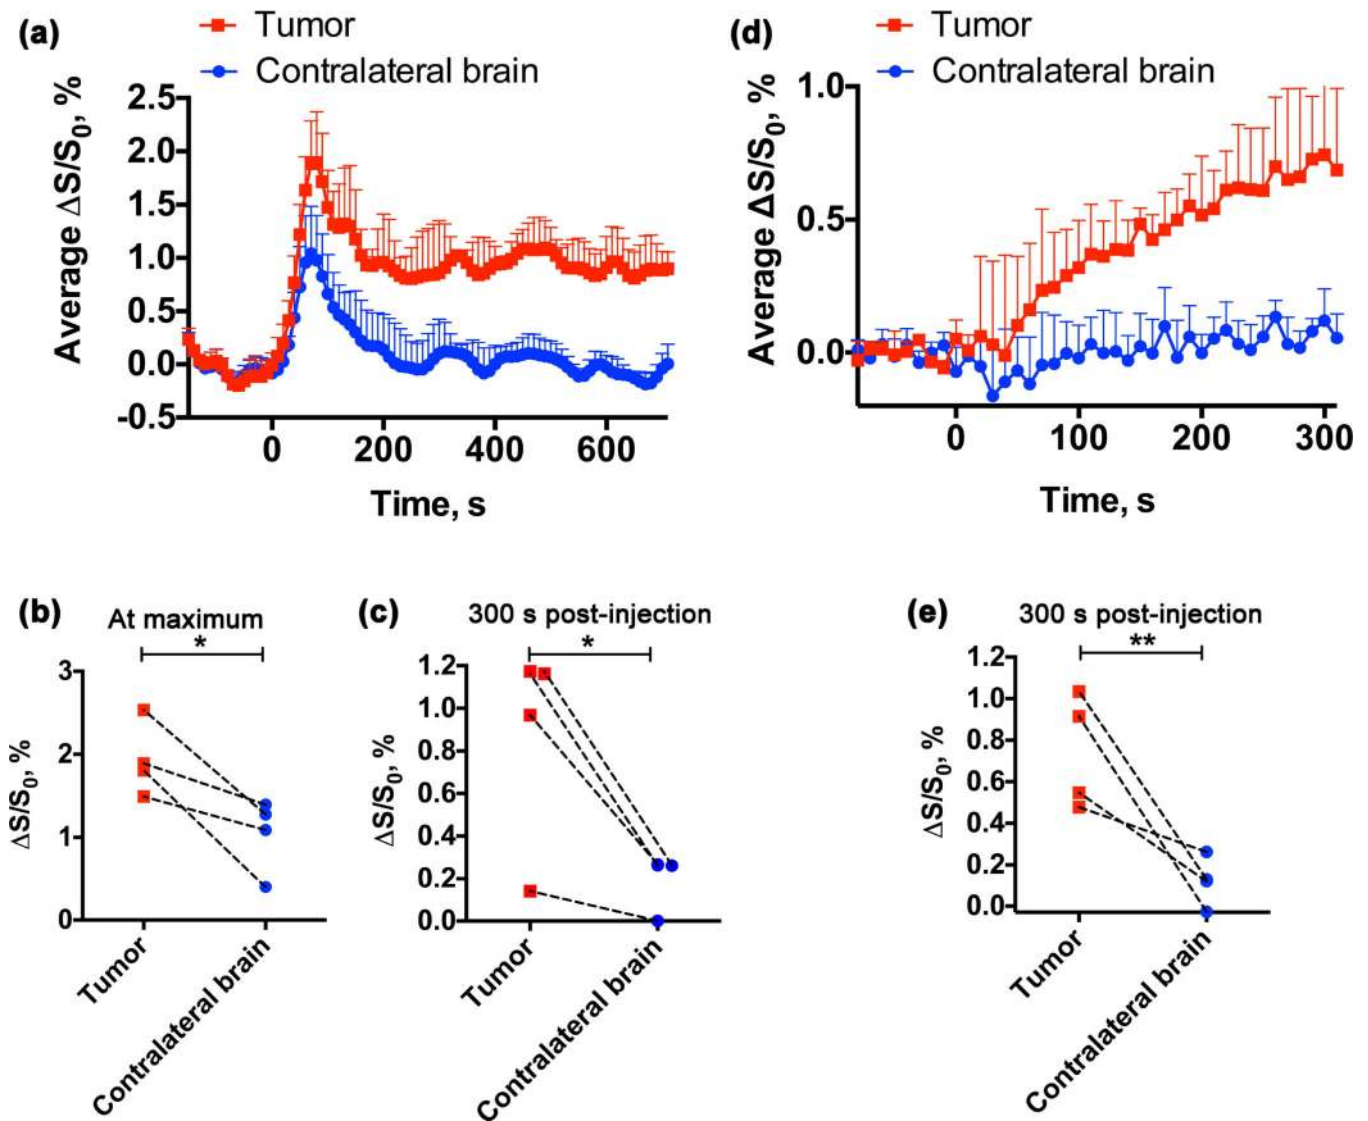 (a)
Tumor
Contralateral brain
Average ΔS/S0, %
2.5
2.0
1.5
1.0
0.5
0.0
-0.5
0 200 400 600
Time, s
(d)
Tumor
Contralateral brain
Average ΔS/S0, %
1.0
0.5
0.0
0 100 200 300
Time, s
(b)
At maximum
*
ΔS/S0, %
3
2
1
0
Tumor
Contralateral brain
(c)
300 s post-injection
*
ΔS/S0, %
1.2
1.0
0.8
0.6
0.4
0.2
0.0
Tumor
Contralateral brain
(e)
300 s post-injection
**
ΔS/S0, %
1.2
1.0
0.8
0.6
0.4
0.2
0.0
Tumor
Contralateral brain